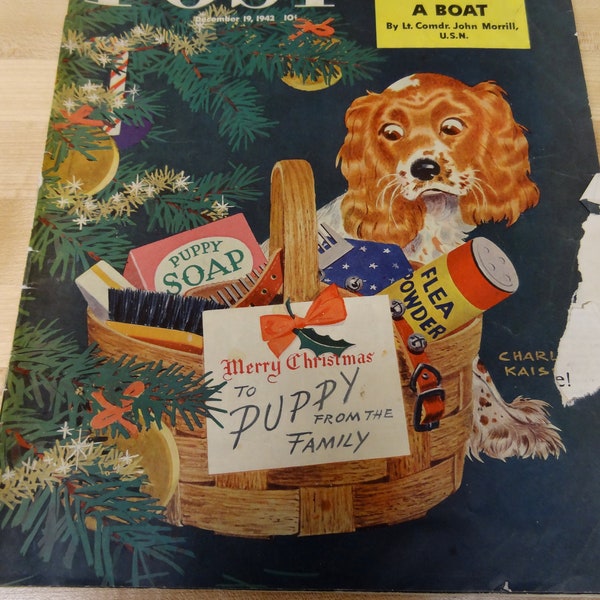 POST
December 19, 1942 10¢
A BOAT
By Lt. Comdr. John Morrill,
U.S.N.
PUPPY
SOAP
FLEA
POWDER
Merry Christmas
TO
PUPPY
FROM THE
FAMILY
CHARL
KAIS
e!